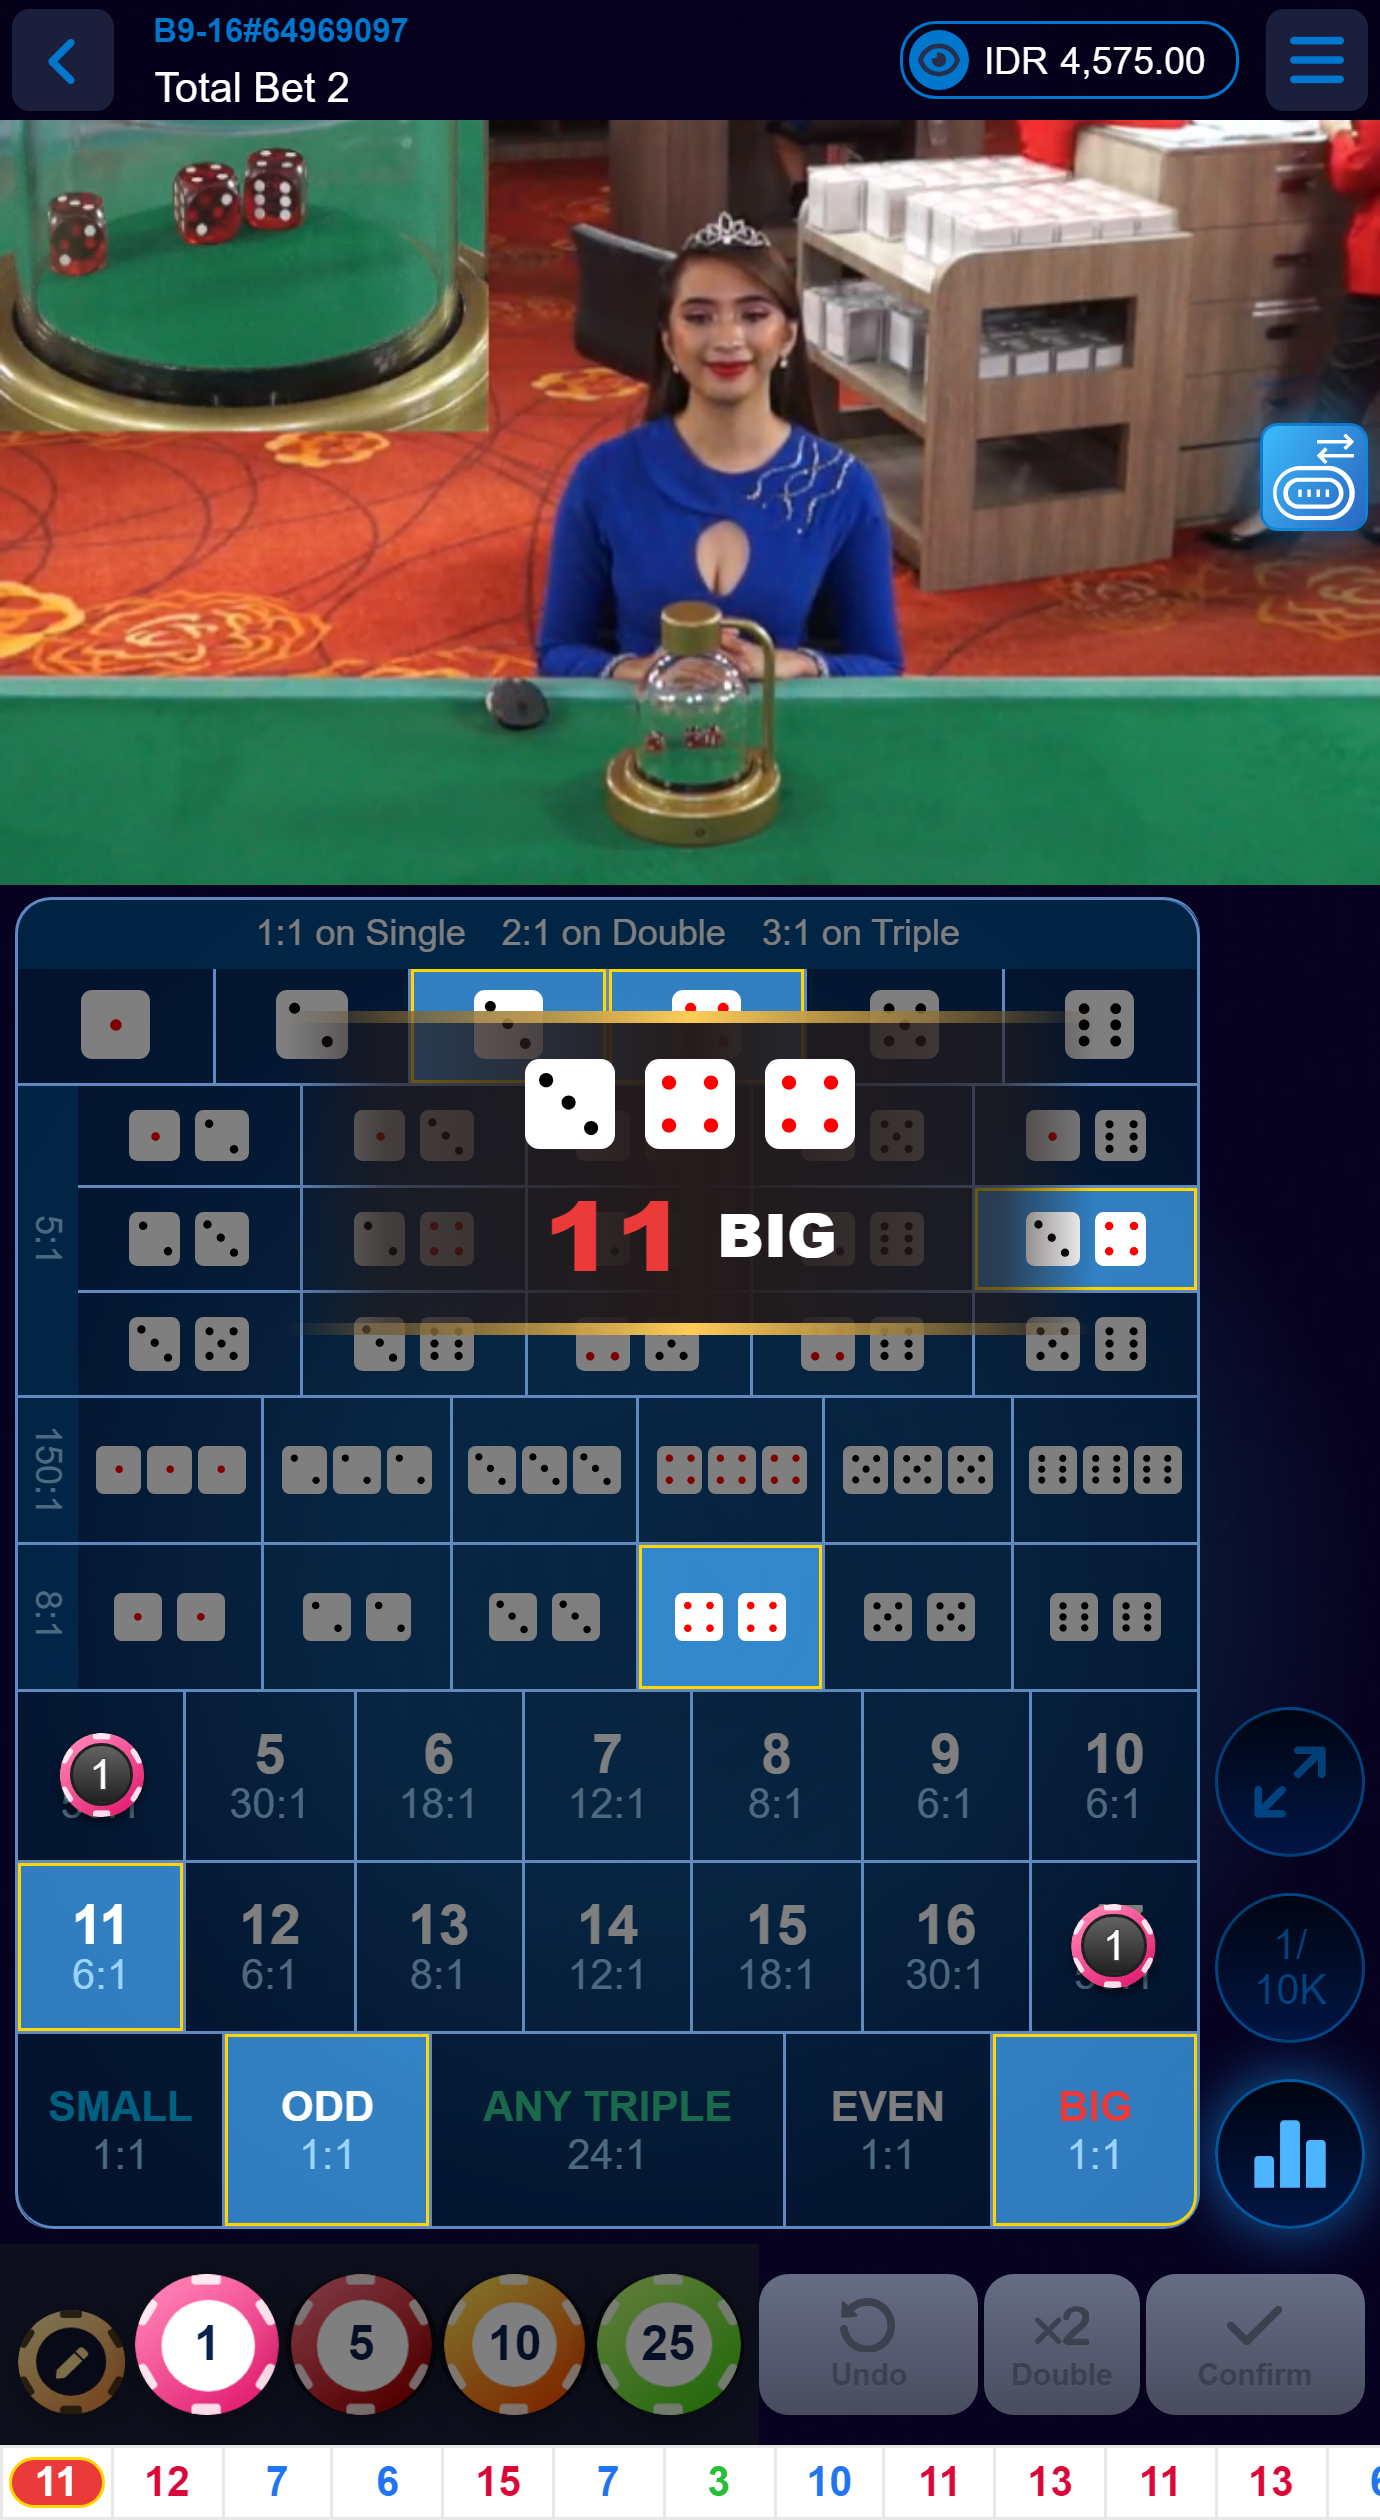 B9-16#64969097
Total Bet 2
IDR 4,575.00
1:1 on Single 2:1 on Double 3:1 on Triple
11 BIG
5:1
150:1
8:1
1 5 6 7 8 9 10
30:1 18:1 12:1 8:1 6:1 6:1
11 12 13 14 15 16 1
6:1 6:1 8:1 12:1 18:1 30:1
1/
10K
SMALL ODD ANY TRIPLE EVEN BIG
1:1 1:1 24:1 1:1 1:1
1 5 10 25
x2
Undo Double Confirm
11 12 7 6 15 7 3 10 11 13 11 13